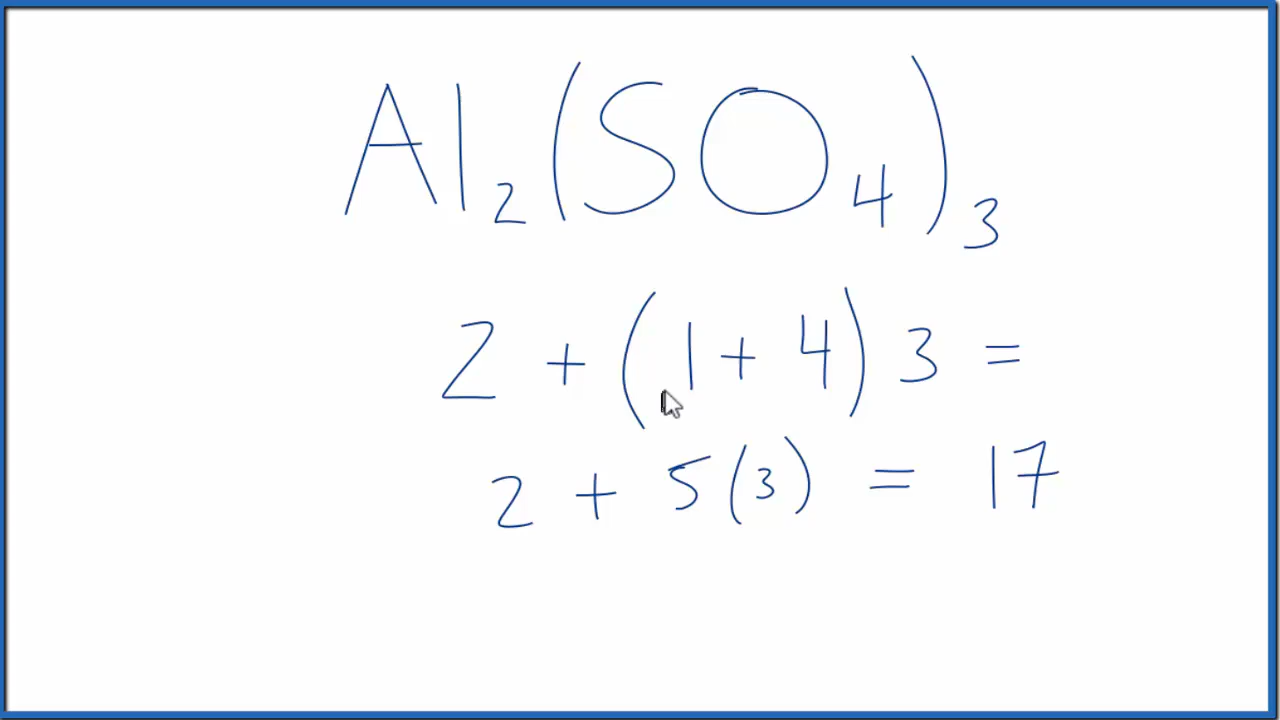 Al₂(SO₄)₃
2 + (1 + 4) 3 =
2 + 5(3) = 17